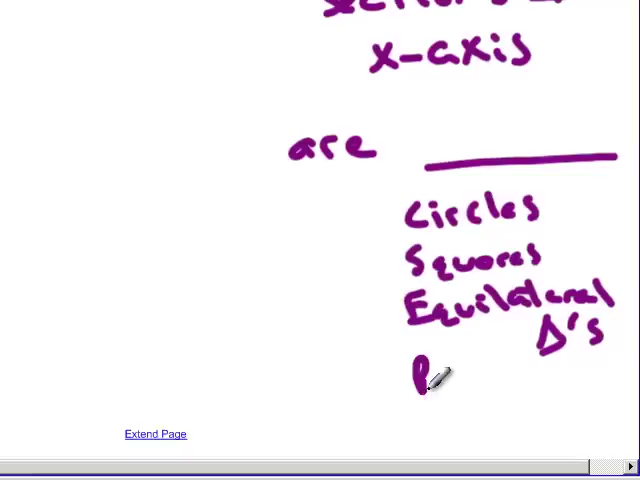 x-axis
are
Circles
Squares
Equilateral
Δ's
Extend Page